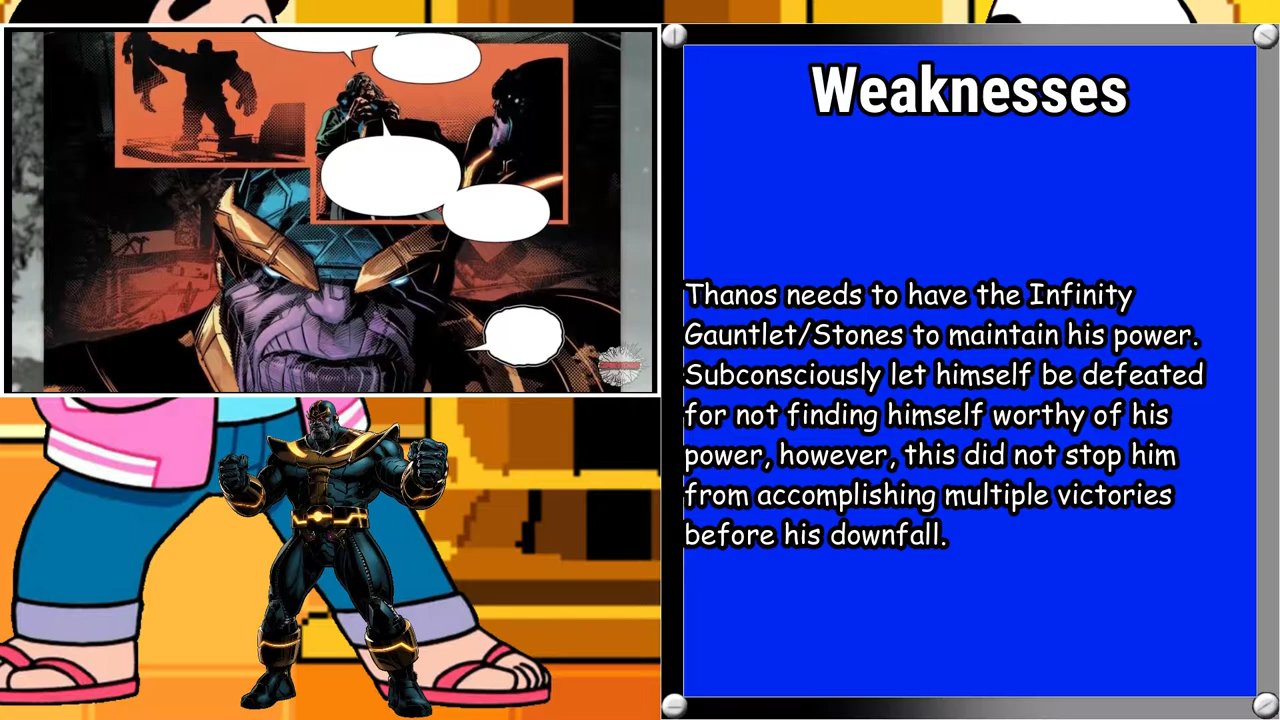 Weaknesses
Thanos needs to have the Infinity
Gauntlet/Stones to maintain his power.
Subconsciously let himself be defeated
for not finding himself worthy of his
power, however, this did not stop him
from accomplishing multiple victories
before his downfall.